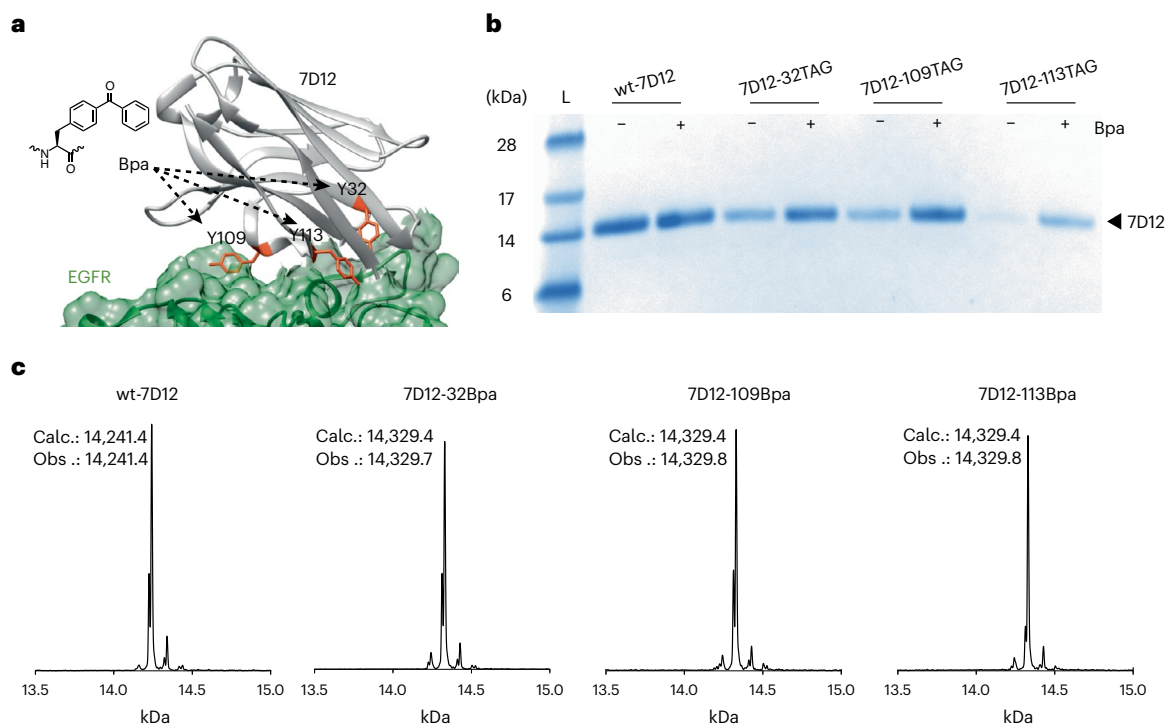 a
7D12
O
N
H
O
Bpa
Y32
Y109
Y113
EGFR
b
(kDa)
L
wt-7D12
7D12-32TAG
7D12-109TAG
7D12-113TAG
– + – + – + – + Bpa
28
17
14
6
7D12
c
wt-7D12
Calc.: 14,241.4
Obs .: 14,241.4
13.5 14.0 14.5 15.0
kDa
7D12-32Bpa
Calc.: 14,329.4
Obs .: 14,329.7
13.5 14.0 14.5 15.0
kDa
7D12-109Bpa
Calc.: 14,329.4
Obs .: 14,329.8
13.5 14.0 14.5 15.0
kDa
7D12-113Bpa
Calc.: 14,329.4
Obs .: 14,329.8
13.5 14.0 14.5 15.0
kDa